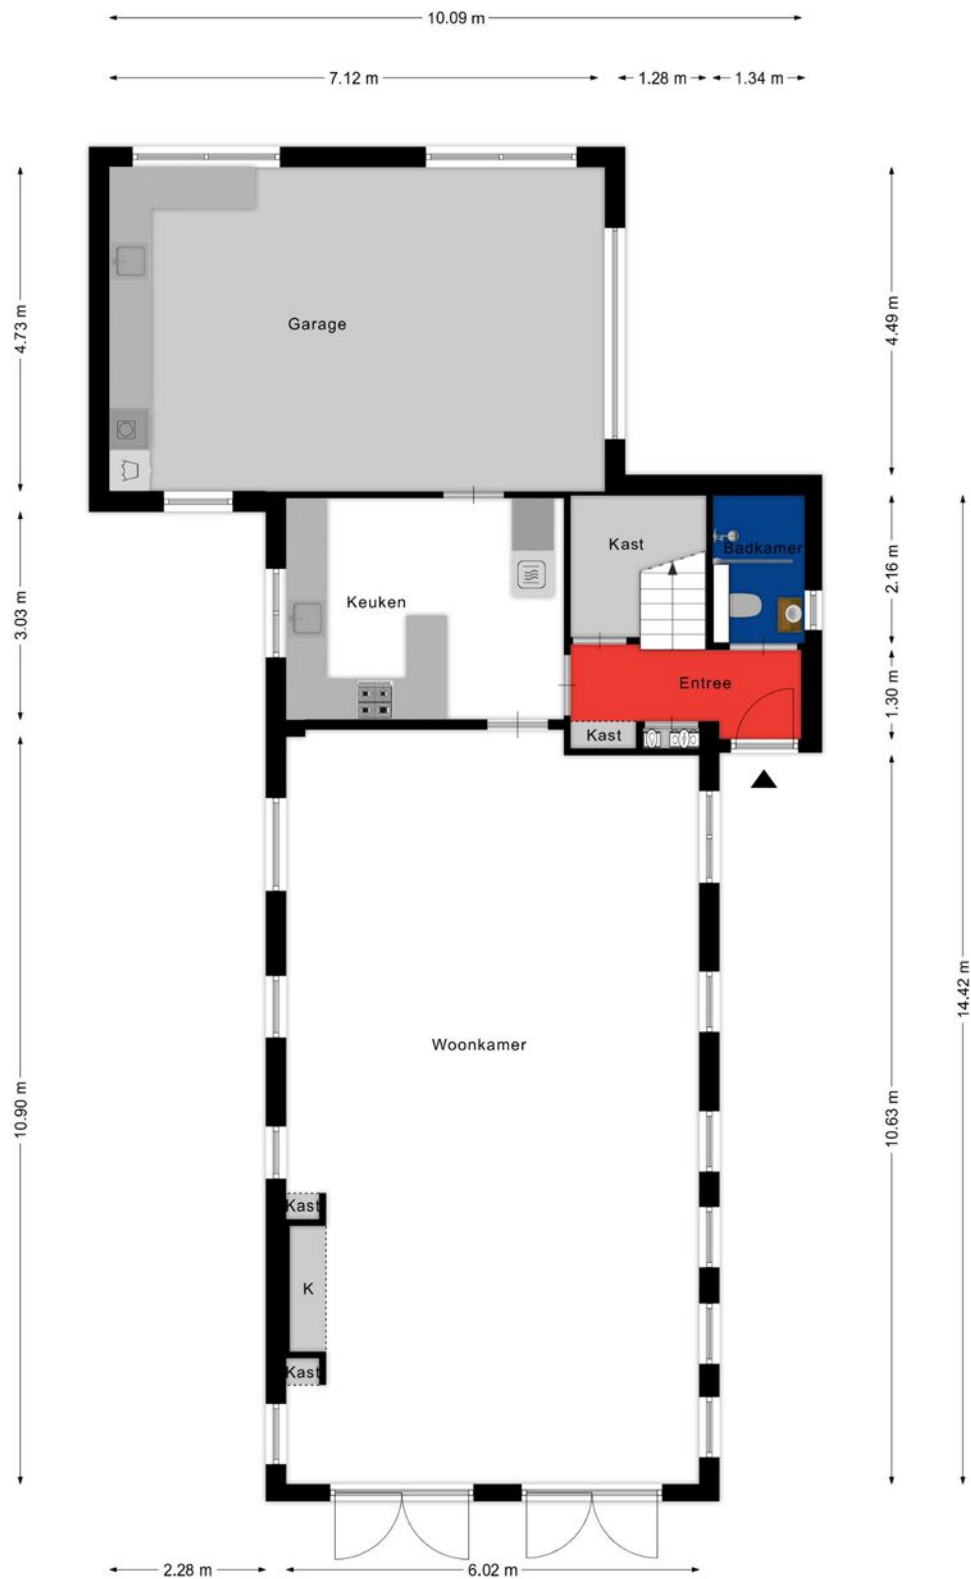 10.09 m
7.12 m
1.28 m
1.34 m
4.73 m
Garage
4.49 m
Kast
Badkamer
Keuken
3.03 m
2.16 m
Entree
1.30 m
Kast
Woonkamer
14.42 m
10.90 m
10.63 m
Kast
K
Kast
2.28 m
6.02 m